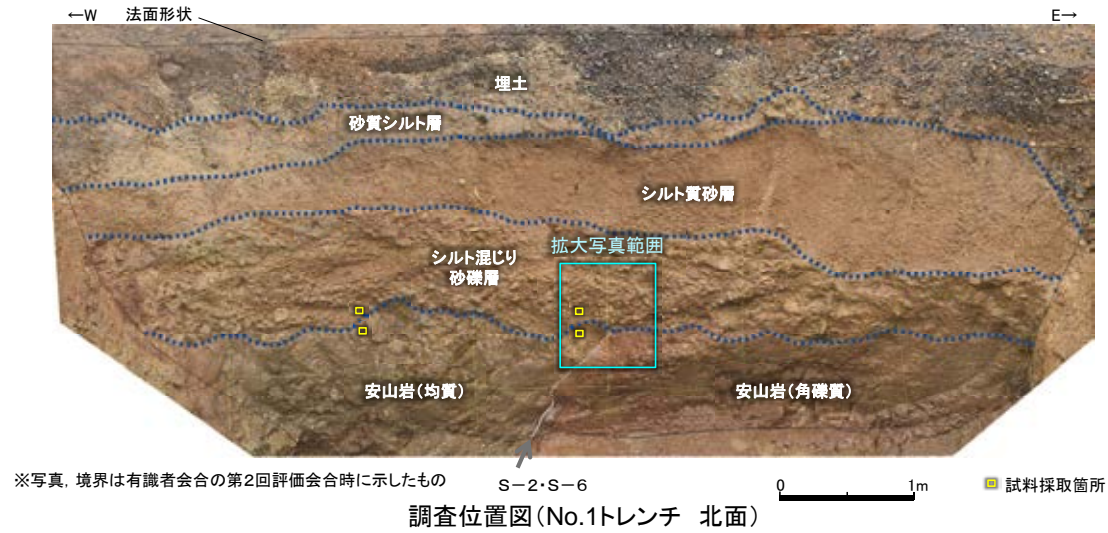 ←W 法面形状 E→
埋土
砂質シルト層
シルト質砂層
拡大写真範囲
シルト混じり
砂礫層
安山岩(均質) 安山岩(角礫質)
※写真，境界は有識者会合の第2回評価会合時に示したもの
S－2・S－6
0 1m
試料採取箇所
調査位置図(No.1トレンチ 北面)